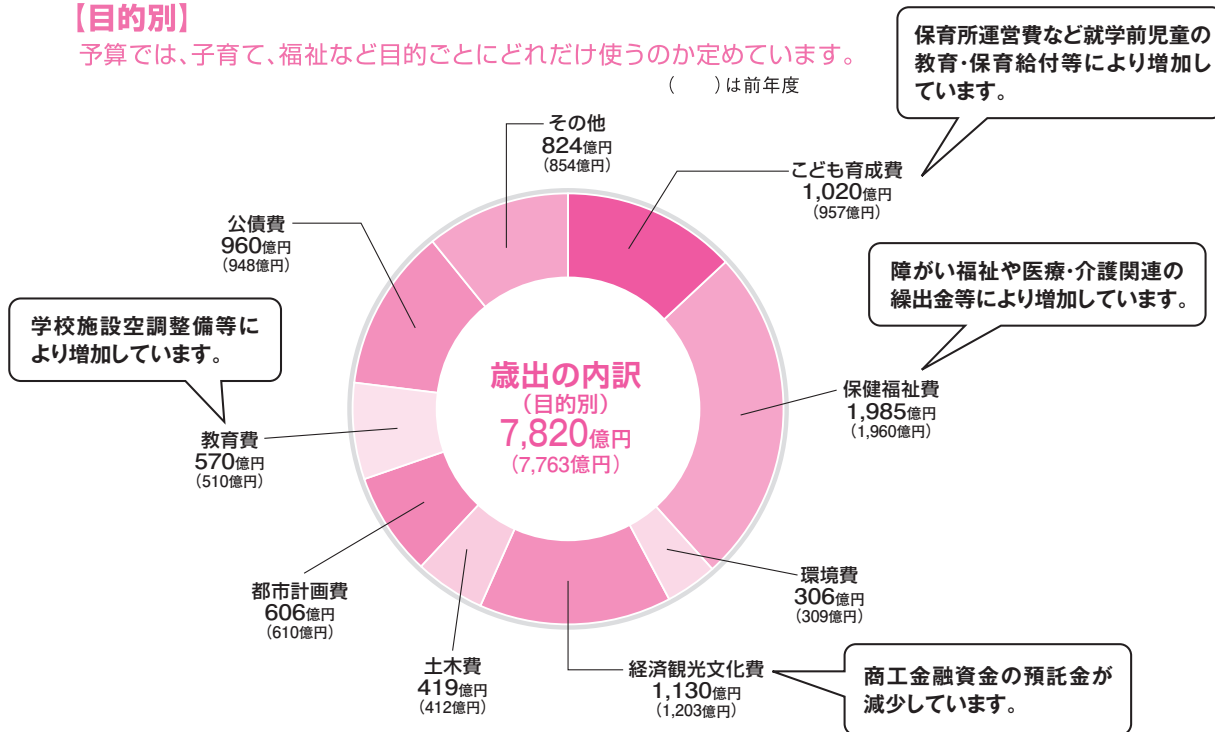 【目的別】
予算では、子育て、福祉など目的ごとにどれだけ使うのか定めています。
(　　)は前年度
保育所運営費など就学前児童の
教育・保育給付等により増加し
ています。
その他
824億円
(854億円)
こども育成費
1,020億円
(957億円)
公債費
960億円
(948億円)
障がい福祉や医療・介護関連の
繰出金等により増加しています。
学校施設空調整備等に
より増加しています。
歳出の内訳
(目的別)
7,820億円
(7,763億円)
保健福祉費
1,985億円
(1,960億円)
教育費
570億円
(510億円)
環境費
306億円
(309億円)
都市計画費
606億円
(610億円)
土木費
419億円
(412億円)
経済観光文化費
1,130億円
(1,203億円)
商工金融資金の預託金が
減少しています。